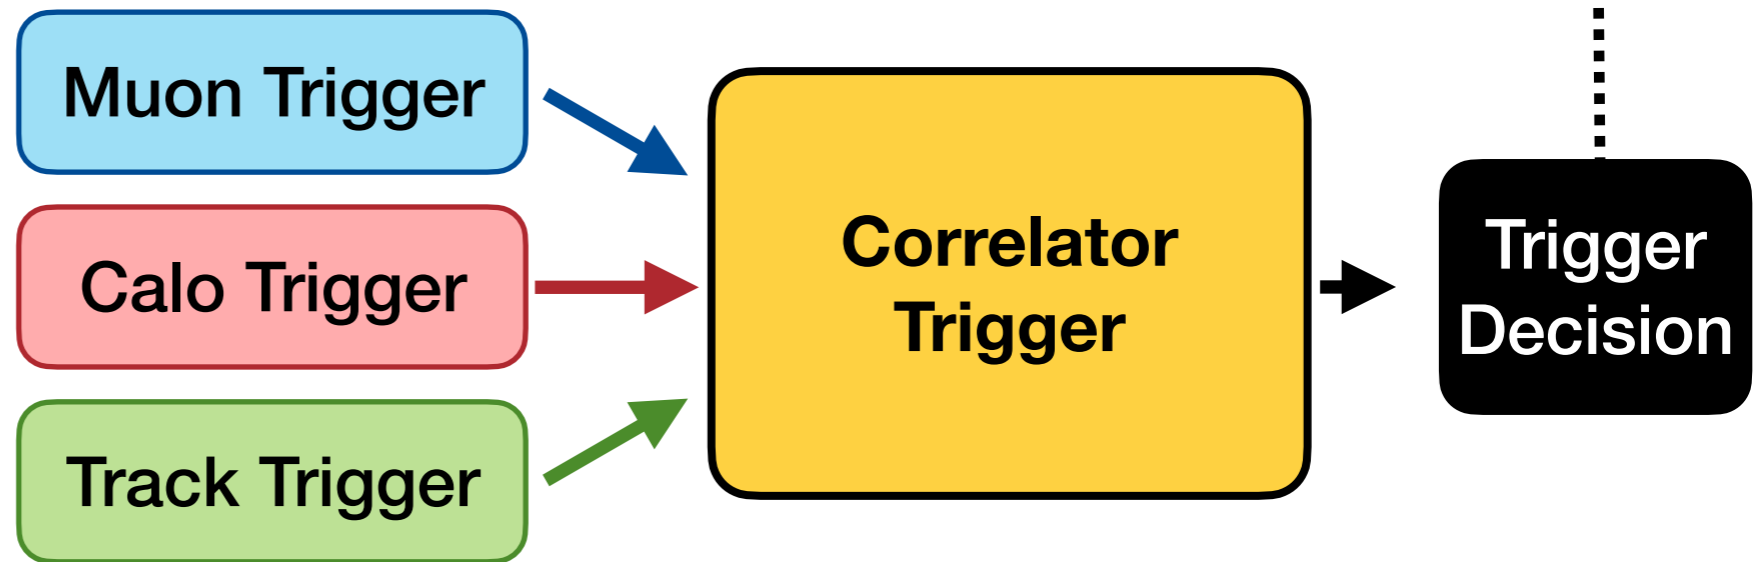 Muon Trigger
Calo Trigger
Track Trigger
Correlator
Trigger
Trigger
Decision